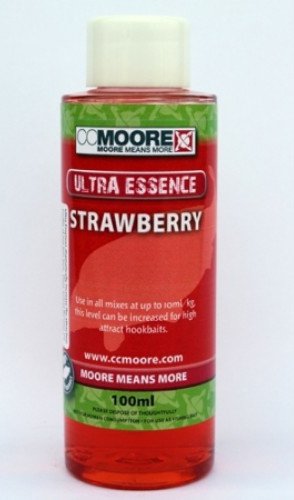 CCMOORE
MOORE MEANS MORE
ULTRA ESSENCE
STRAWBERRY
Use in all mixes at up to 10ml/kg,
this level can be increased for high
attract hookbaits.
www.ccmoore.com
MOORE MEANS MORE
100ml
PLEASE DISPOSE OF THOUGHTFULLY